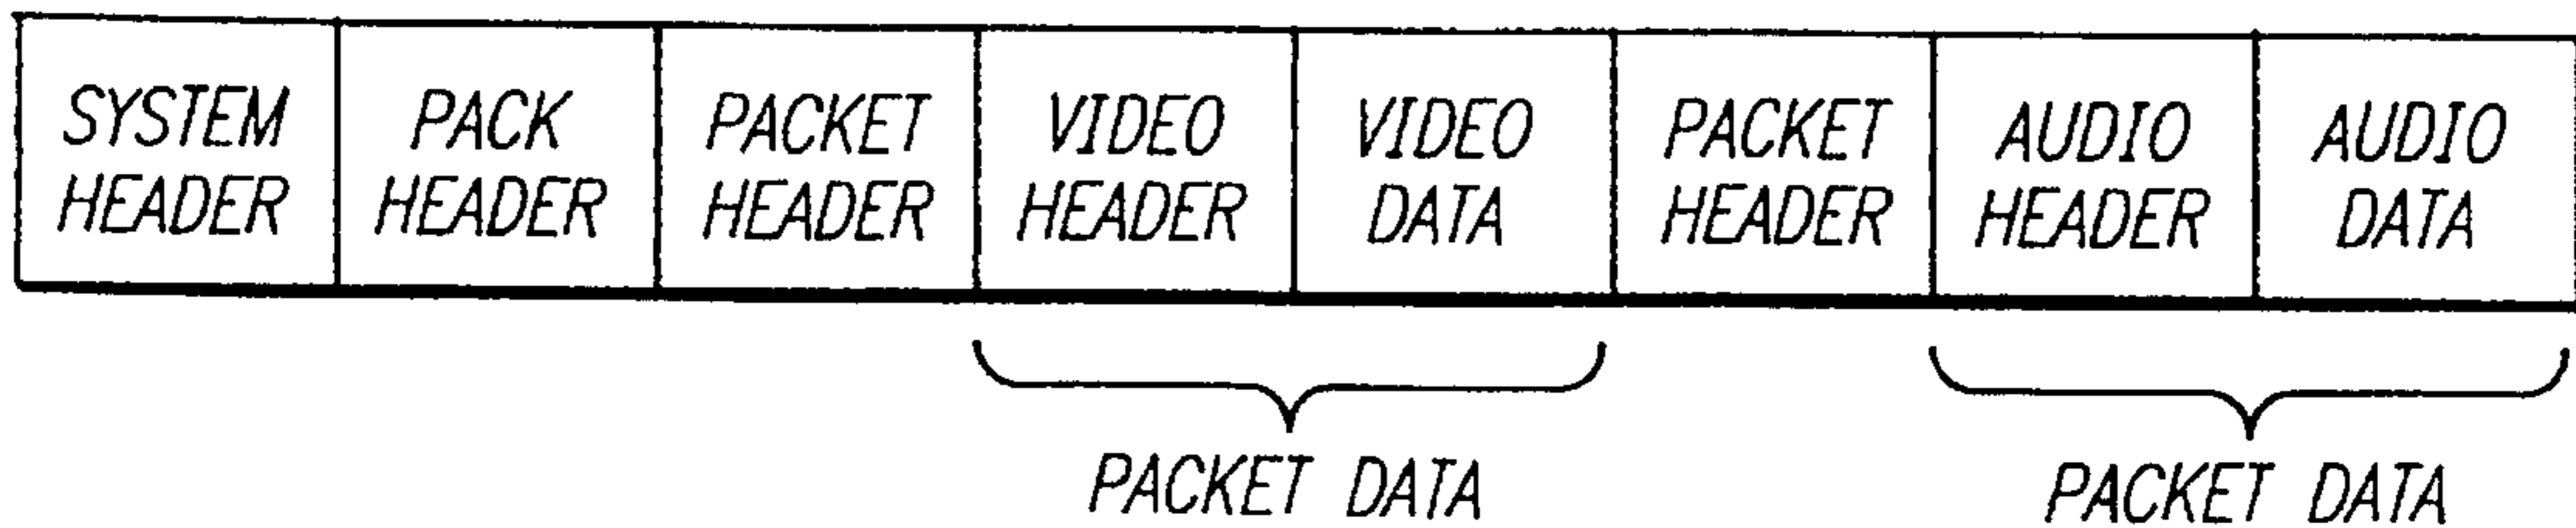 SYSTEM
HEADER
PACK
HEADER
PACKET
HEADER
VIDEO
HEADER
VIDEO
DATA
PACKET
HEADER
AUDIO
HEADER
AUDIO
DATA
PACKET DATA
PACKET DATA